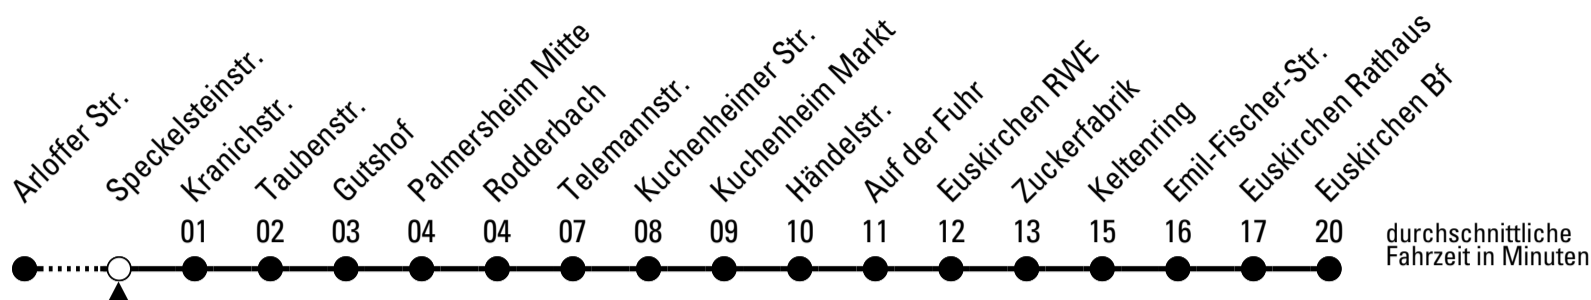 Arloffer Str.
Speckelsteinstr.
Kranichstr.
Taubenstr.
Gutshof
Palmersheim Mitte
Rodderbach
Telemannstr.
Kuchenheimer Str.
Kuchenheim Markt
Händelstr.
Auf der Fuhr
Euskirchen RWE
Zuckerfabrik
Keltenring
Emil-Fischer-Str.
Euskirchen Rathaus
Euskirchen Bf
01 02 03 04 04 07 08 09 10 11 12 13 15 16 17 20
durchschnittliche
Fahrzeit in Minuten